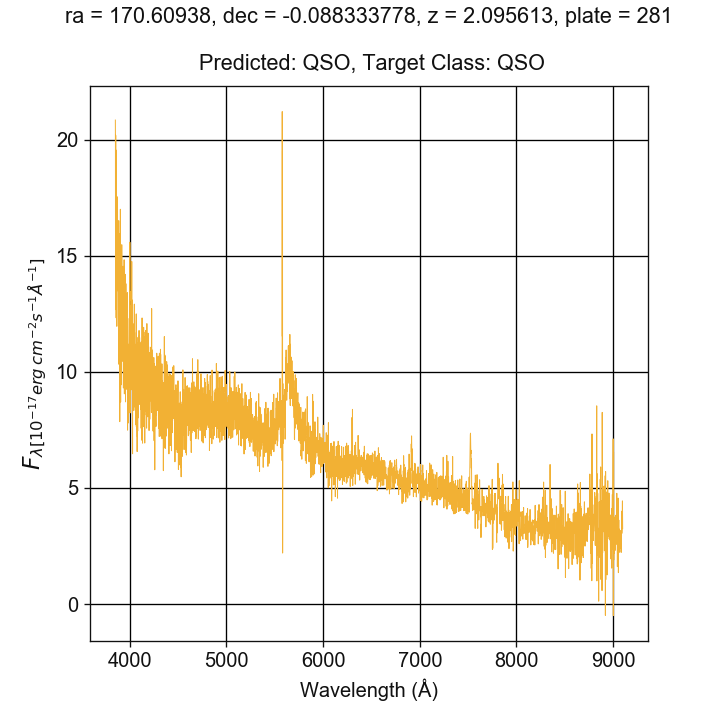 ra = 170.60938, dec = -0.088333778, z = 2.095613, plate = 281
Predicted: QSO, Target Class: QSO
20
15
10
5
0
F_{λ[10^{−17}erg cm^{−2}s^{−1}Å^{−1}]}
4000 5000 6000 7000 8000 9000
Wavelength (Å)